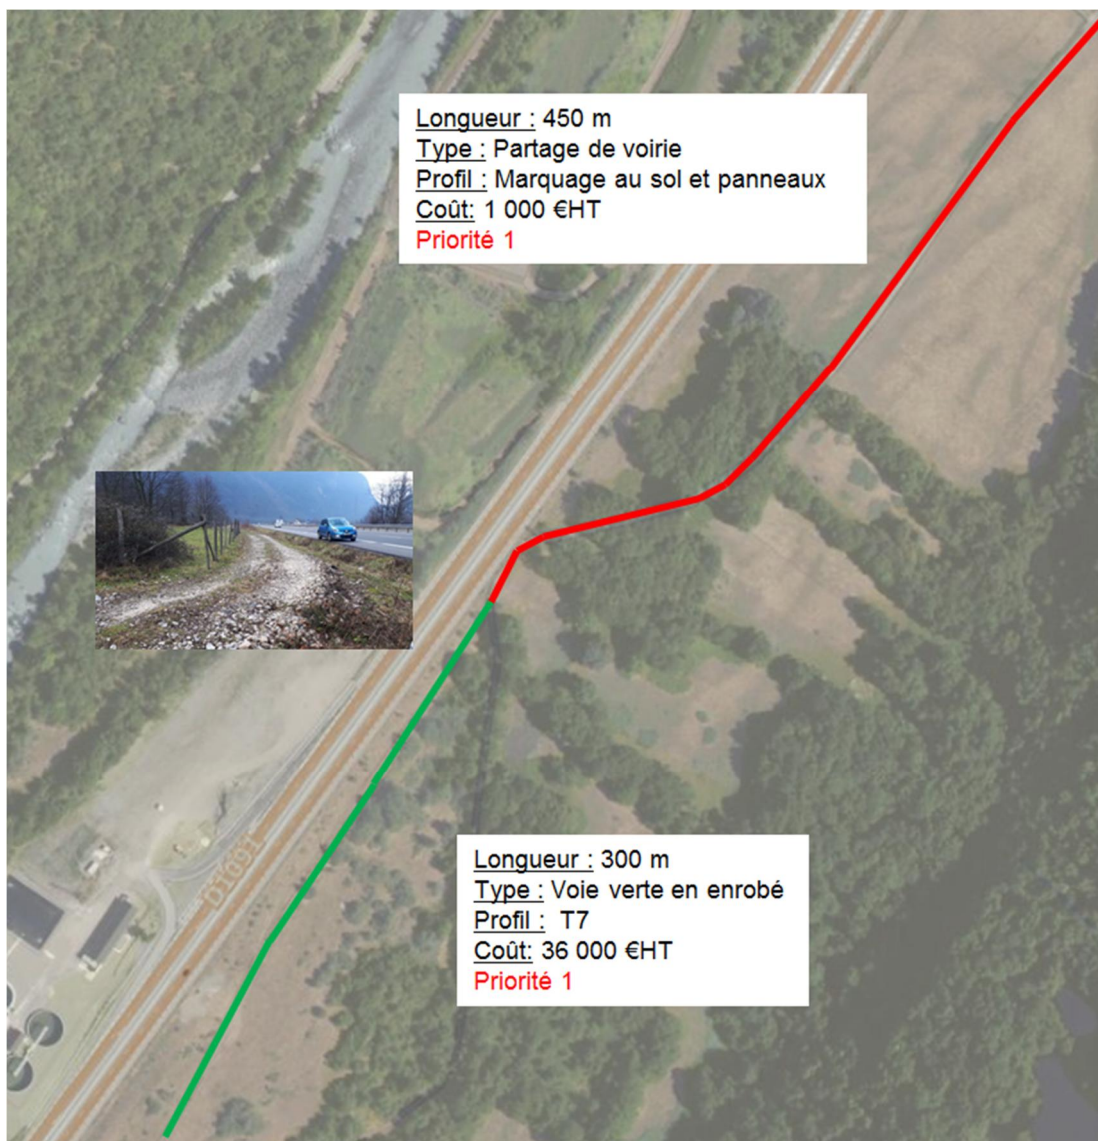 Longueur : 450 m
Type : Partage de voirie
Profil : Marquage au sol et panneaux
Coût: 1 000 €HT
Priorité 1
Longueur : 300 m
Type : Voie verte en enrobé
Profil :  T7
Coût: 36 000 €HT
Priorité 1